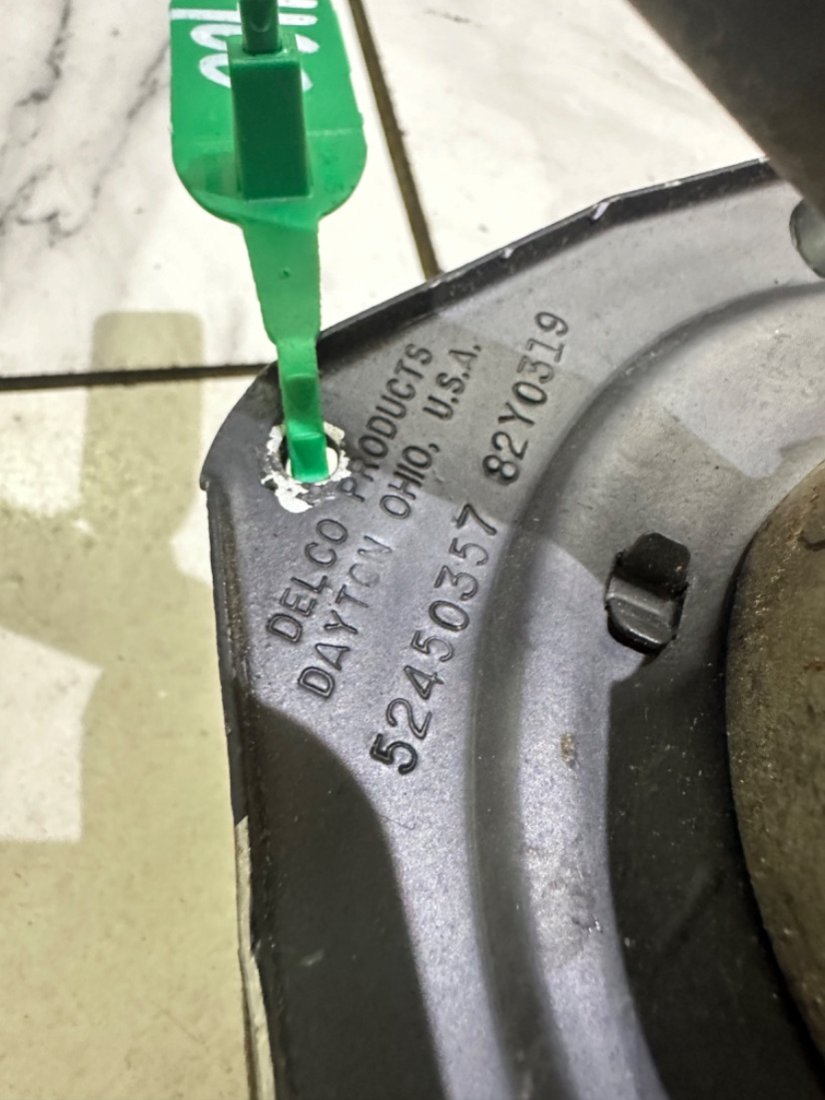 DELCO PRODUCTS
DAYTON OHIO, U.S.A.
52450357 82Y0319